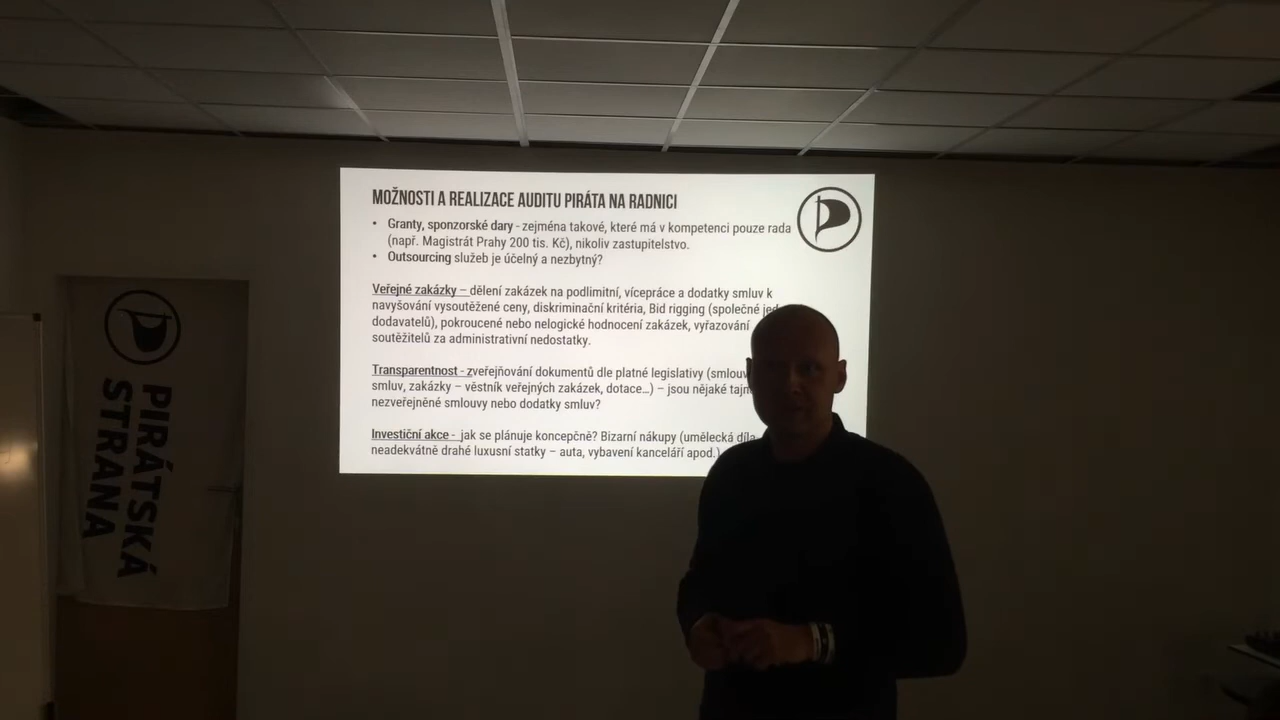 MOŽNOSTI A REALIZACE AUDITU PIRÁTA NA RADNICI
• Granty, sponzorské dary - zejména takové, které má v kompetenci pouze rada
(např. Magistrát Prahy 200 tis. Kč), nikoliv zastupitelstvo.
• Outsourcing služeb je účelný a nezbytný?
Veřejné zakázky – dělení zakázek na podlimitní, vícepráce a dodatky smluv k
navyšování vysoutěžené ceny, diskriminační kritéria, Bid rigging (společné
dodavatelů), pokroucené nebo nelogické hodnocení zakázek, vyřazování
soutěžitelů za administrativní nedostatky.
Transparentnost - zveřejňování dokumentů dle platné legislativy
smluv, zakázky – věstník veřejných zakázek, dotace…) – jsou nějaké
nezveřejněné smlouvy nebo dodatky smluv?
Investiční akce - jak se plánuje koncepčně? Bizarní nákupy (umělecká díla
neadekvátně drahé luxusní statky – auta, vybavení kanceláří apod.)
PIRÁTSKÁ
STRANA